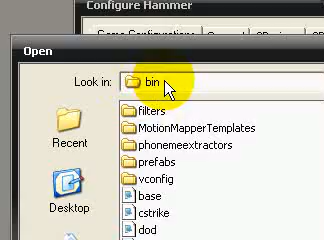 Configure Hammer
Game Configurations
Open
Look in: bin
filters
MotionMapperTemplates
phonemeextractors
prefabs
vconfig
base
cstrike
dod
Recent
Desktop